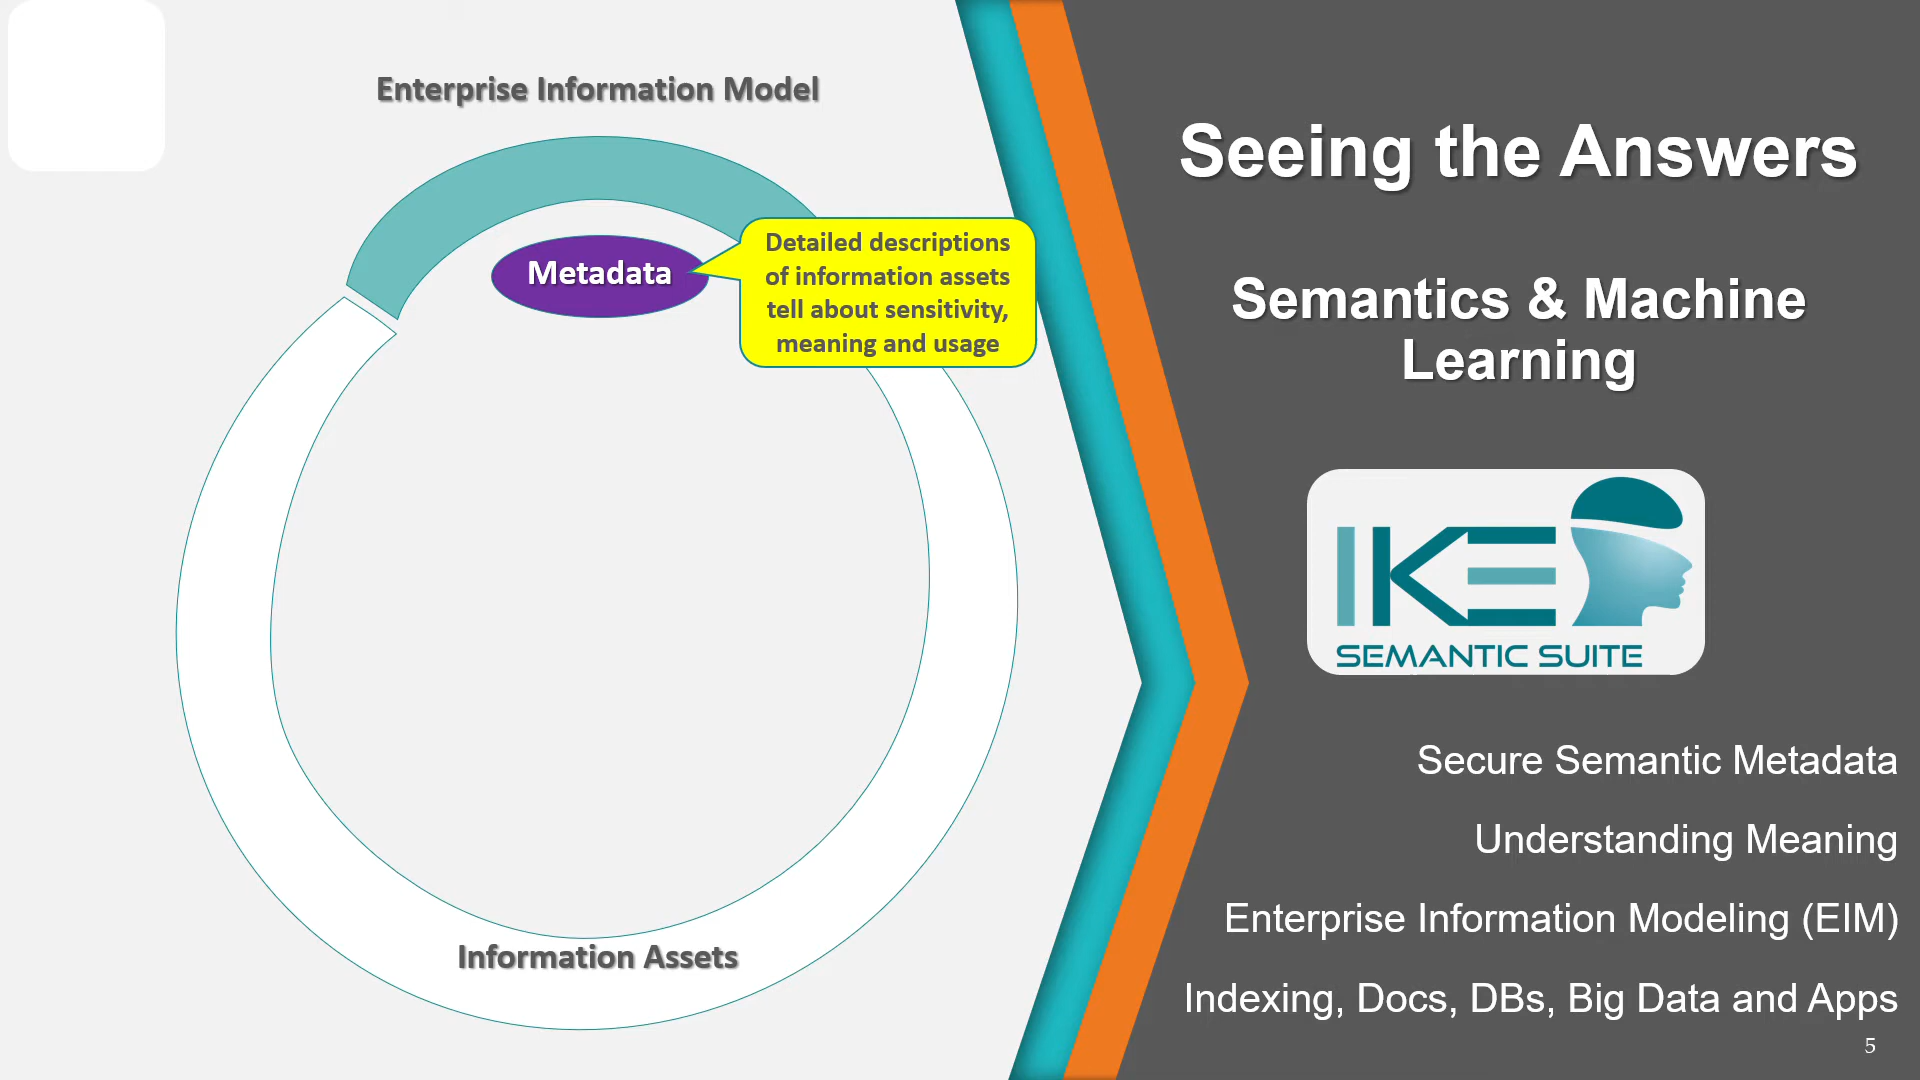 Enterprise Information Model
Metadata
Detailed descriptions
of information assets
tell about sensitivity,
meaning and usage
Information Assets
Seeing the Answers
Semantics & Machine
Learning
IKE
SEMANTIC SUITE
Secure Semantic Metadata
Understanding Meaning
Enterprise Information Modeling (EIM)
Indexing, Docs, DBs, Big Data and Apps
5